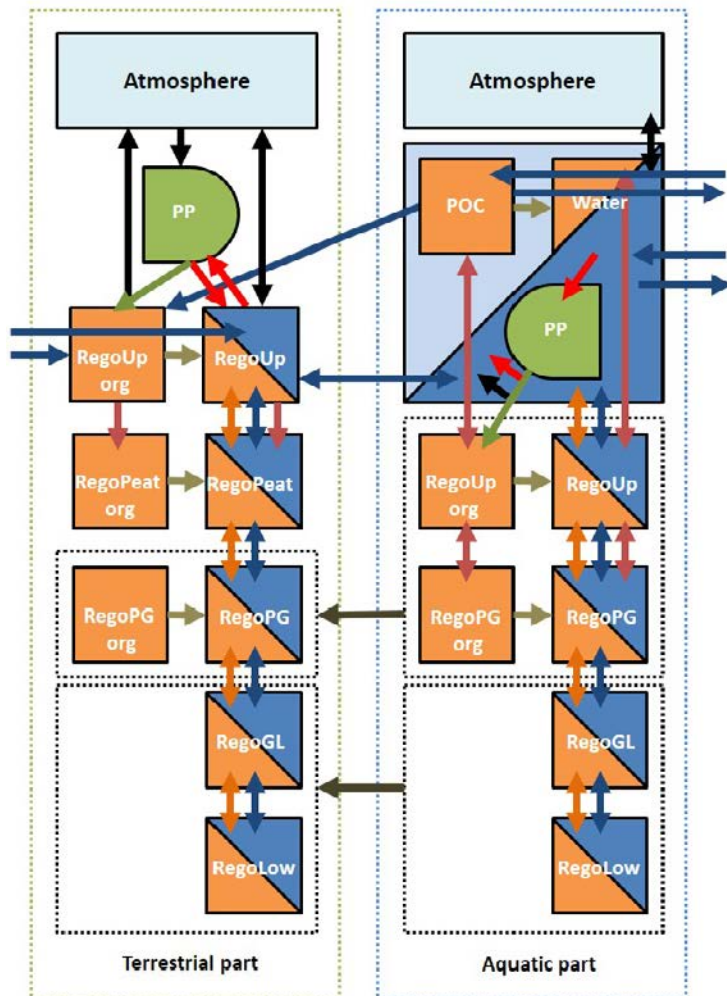 Atmosphere
PP
RegoUp
org
RegoUp
RegoPeat
org
RegoPeat
RegoPG
org
RegoPG
RegoGL
RegoLow
Terrestrial part
Atmosphere
POC
Water
PP
RegoUp
org
RegoUp
RegoPG
org
RegoPG
RegoGL
RegoLow
Aquatic part